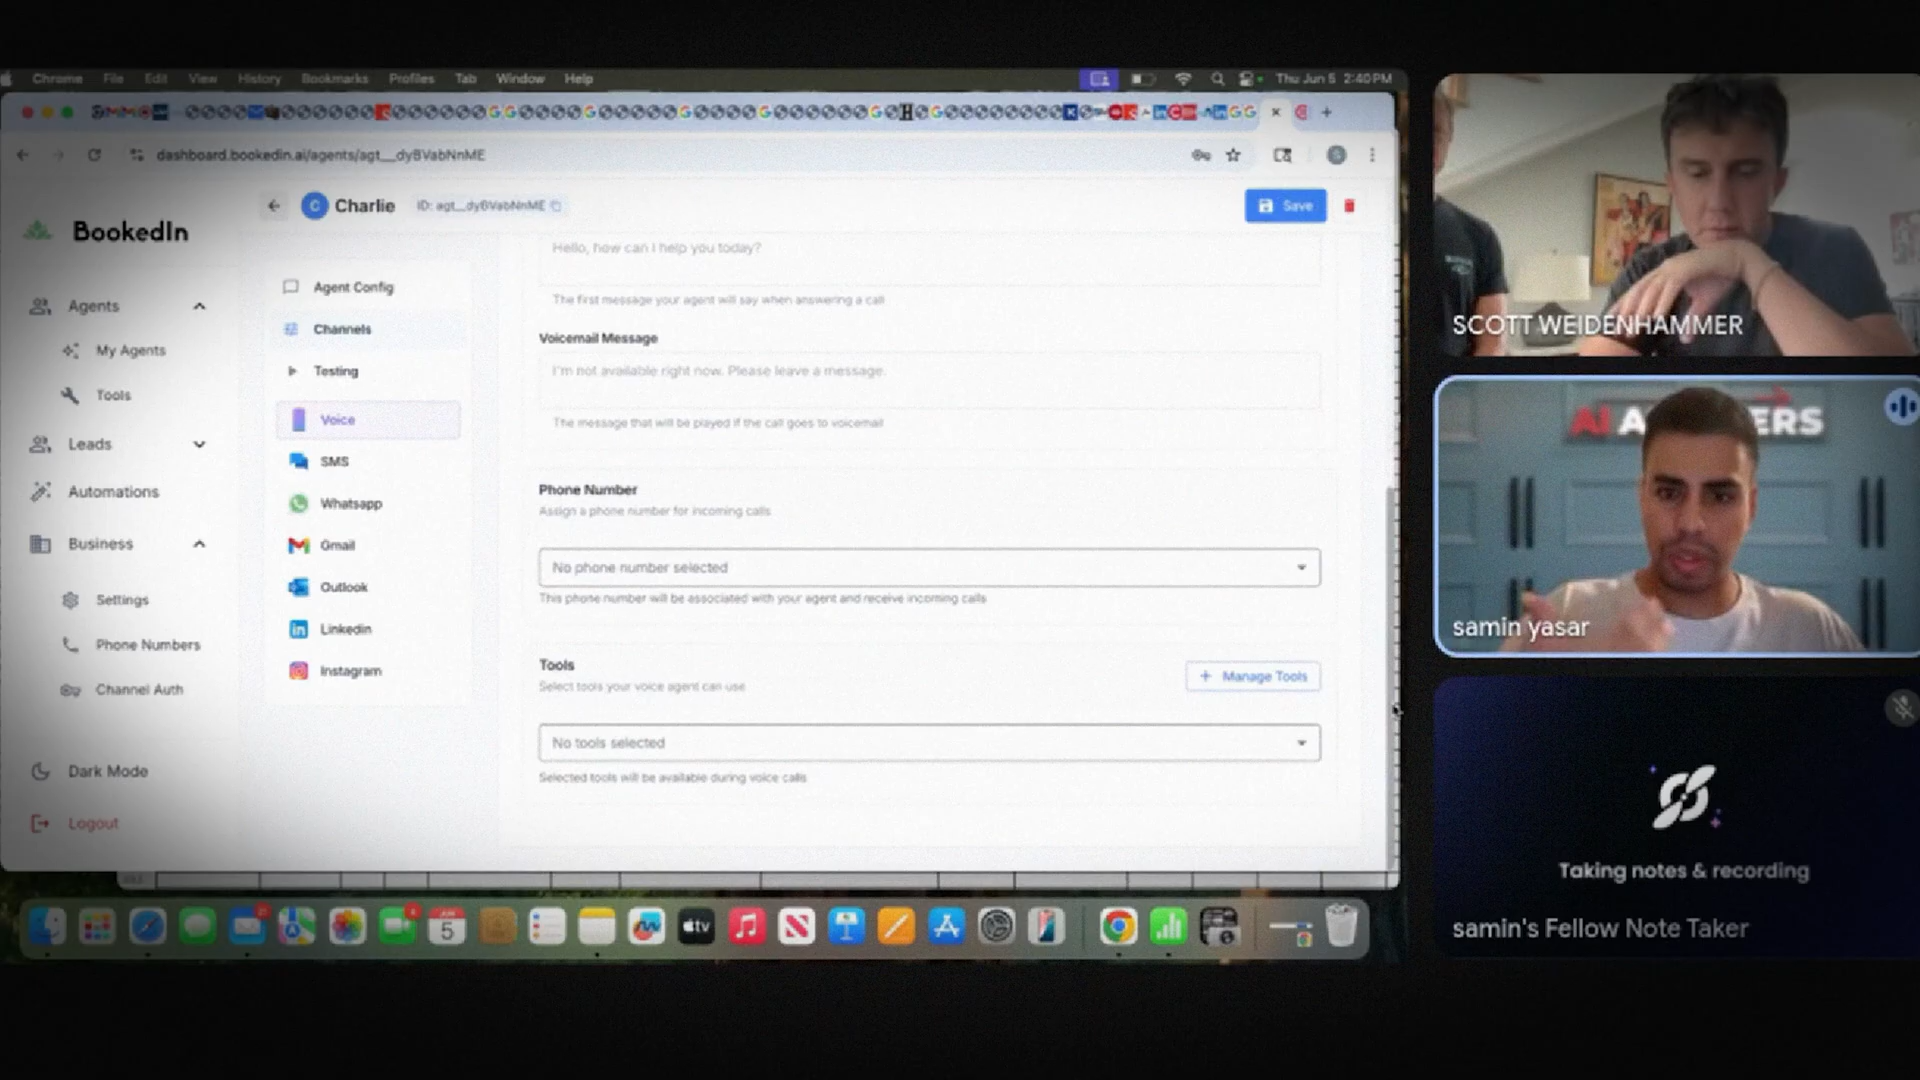 Chrome File Edit View History Bookmarks Profiles Tab Window Help
Thu Jun 5 2:40 PM
dashboard.bookedin.ai/agents/agt__dyBVabNnME
BookedIn
Agents
My Agents
Tools
Leads
Automations
Business
Settings
Phone Numbers
Channel Auth
Dark Mode
Logout
C Charlie ID: agt__dyBVabNnME
Save
Agent Config
Channels
Testing
Voice
SMS
Whatsapp
Gmail
Outlook
LinkedIn
Instagram
Hello, how can I help you today?
The first message your agent will say when answering a call
Voicemail Message
I'm not available right now. Please leave a message.
The message that will be played if the call goes to voicemail
Phone Number
Assign a phone number for incoming calls
No phone number selected
This phone number will be associated with your agent and receive incoming calls
Tools
Select tools your voice agent can use
+ Manage Tools
No tools selected
Selected tools will be available during voice calls
JUN
5
tv
SCOTT WEIDENHAMMER
AI
ERS
samin yasar
Taking notes & recording
samin's Fellow Note Taker